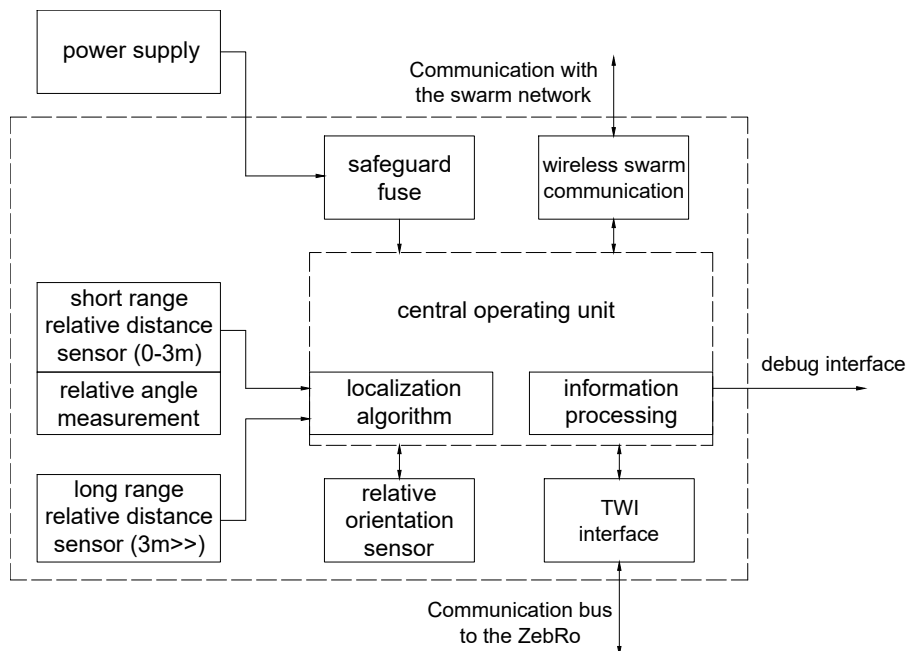 power supply
Communication with
the swarm network
safeguard
fuse
wireless swarm
communication
central operating unit
short range
relative distance
sensor (0-3m)
relative angle
measurement
localization
algorithm
information
processing
debug interface
long range
relative distance
sensor (3m>>)
relative
orientation
sensor
TWI
interface
Communication bus
to the ZebRo